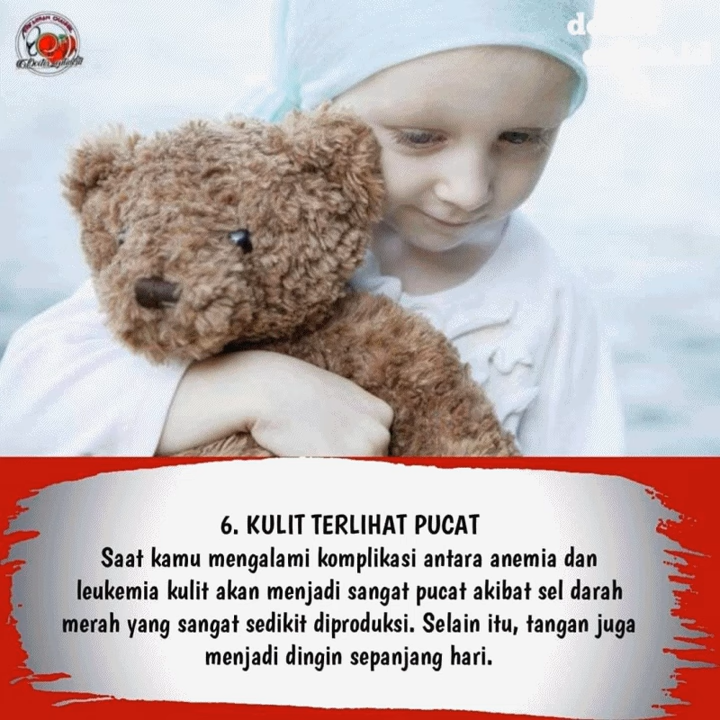 6. KULIT TERLIHAT PUCAT
Saat kamu mengalami komplikasi antara anemia dan
leukemia kulit akan menjadi sangat pucat akibat sel darah
merah yang sangat sedikit diproduksi. Selain itu, tangan juga
menjadi dingin sepanjang hari.